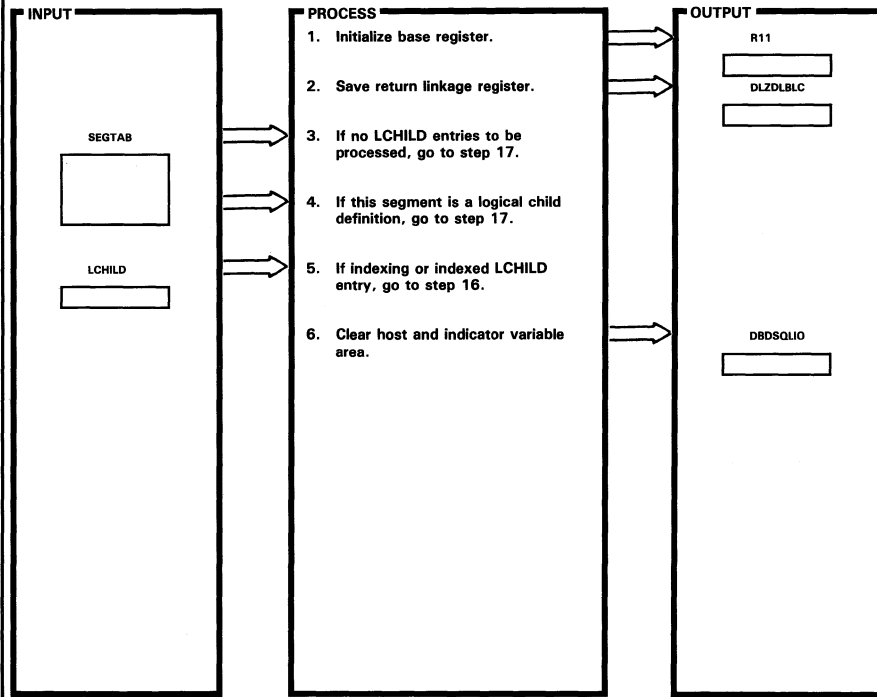 INPUT
PROCESS
OUTPUT
1. Initialize base register.
R11
2. Save return linkage register.
DLZDLBLC
SEGTAB
3. If no LCHILD entries to be
processed, go to step 17.
4. If this segment is a logical child
definition, go to step 17.
LCHILD
5. If indexing or indexed LCHILD
entry, go to step 16.
6. Clear host and indicator variable
area.
DBDSQLIO